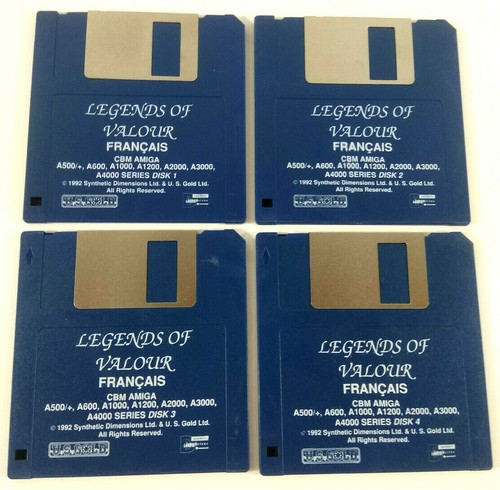 LEGENDS OF
VALOUR
FRANÇAIS
CBM AMIGA
A500/+, A600, A1000, A1200, A2000, A3000,
A4000 SERIES DISK 1
© 1992 Synthetic Dimensions Ltd. & U. S. Gold Ltd.
All Rights Reserved.
U.S. GOLD
LEGENDS OF
VALOUR
FRANÇAIS
CBM AMIGA
A500/+, A600, A1000, A1200, A2000, A3000,
A4000 SERIES DISK 2
© 1992 Synthetic Dimensions Ltd. & U. S. Gold Ltd.
All Rights Reserved.
U.S. GOLD
LEGENDS OF
VALOUR
FRANÇAIS
CBM AMIGA
A500/+, A600, A1000, A1200, A2000, A3000,
A4000 SERIES DISK 3
© 1992 Synthetic Dimensions Ltd. & U. S. Gold Ltd.
All Rights Reserved.
U.S. GOLD
LEGENDS OF
VALOUR
FRANÇAIS
CBM AMIGA
A500/+, A600, A1000, A1200, A2000, A3000,
A4000 SERIES DISK 4
© 1992 Synthetic Dimensions Ltd. & U. S. Gold Ltd.
All Rights Reserved.
U.S. GOLD